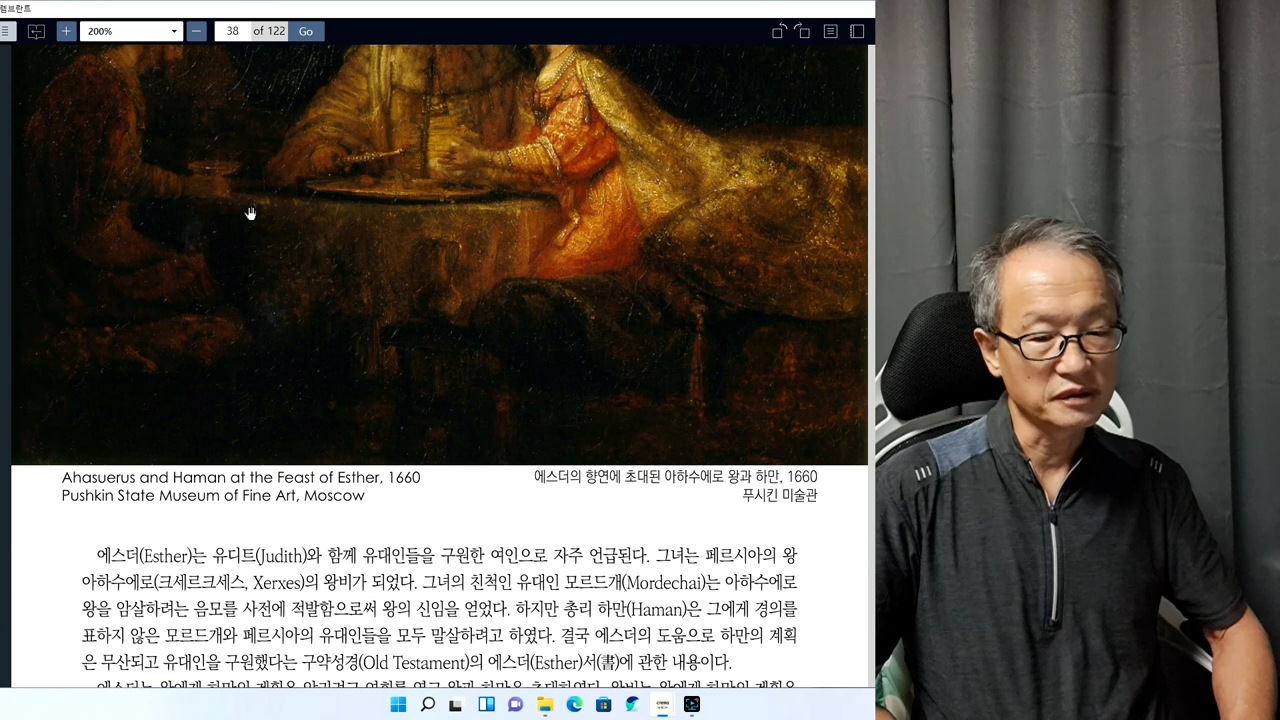 렘브란트
200%
38 of 122 Go
Ahasuerus and Haman at the Feast of Esther, 1660
Pushkin State Museum of Fine Art, Moscow
에스더의 향연에 초대된 아하수에로 왕과 하만, 1660
푸시킨 미술관
에스더(Esther)는 유디트(Judith)와 함께 유대인들을 구원한 여인으로 자주 언급된다. 그녀는 페르시아의 왕
아하수에로(크세르크세스, Xerxes)의 왕비가 되었다. 그녀의 친척인 유대인 모르드개(Mordechai)는 아하수에로
왕을 암살하려는 음모를 사전에 적발함으로써 왕의 신임을 얻었다. 하지만 총리 하만(Haman)은 그에게 경의를
표하지 않은 모르드개와 페르시아의 유대인들을 모두 말살하려고 하였다. 결국 에스더의 도움으로 하만의 계획
은 무산되고 유대인을 구원했다는 구약성경(Old Testament)의 에스더(Esther)서(書)에 관한 내용이다.